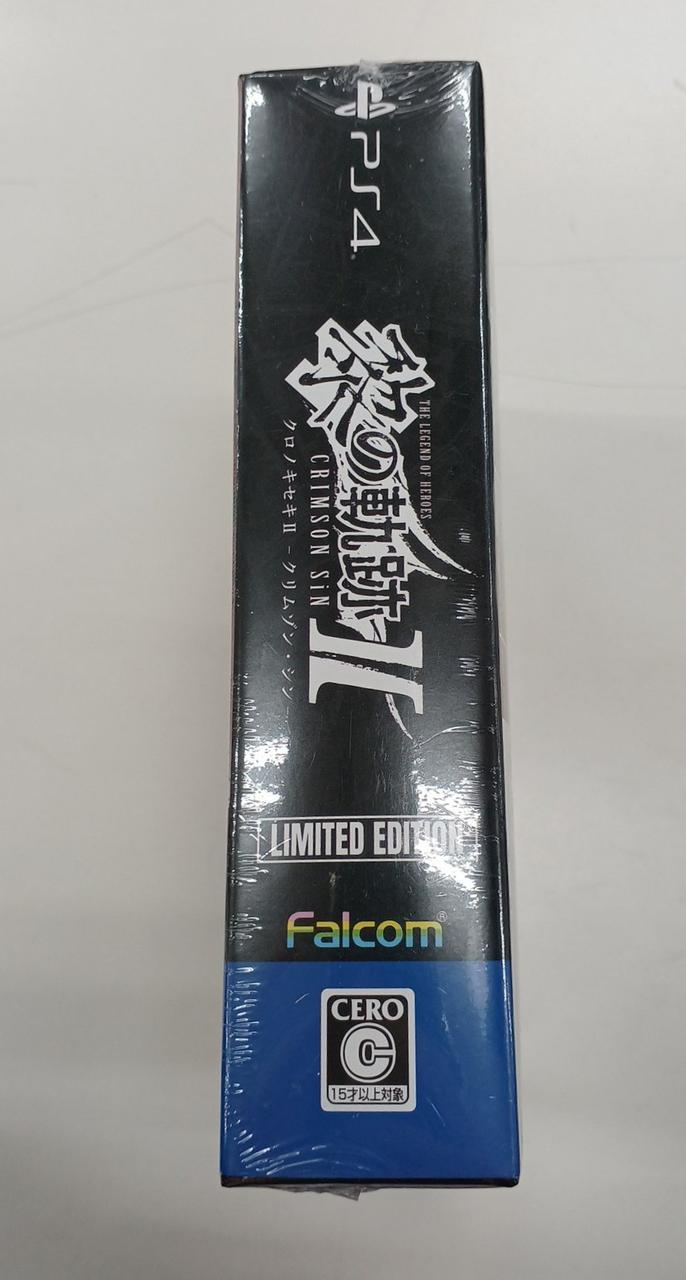 PS4
THE LEGEND OF HEROES
黎の軌跡II
CRIMSON SiN
クロノキセキII －クリムゾン・シン－
LIMITED EDITION
Falcom®
CERO
C
15才以上対象